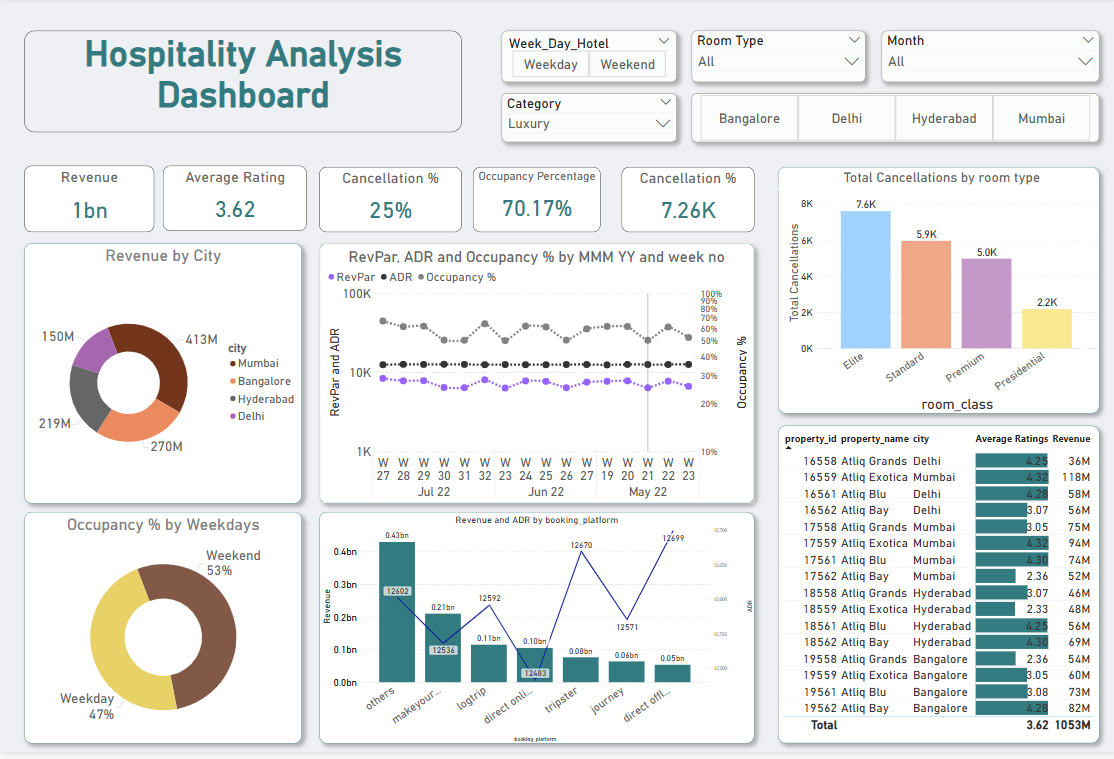 Hospitality Analysis
Dashboard
Week_Day_Hotel
Weekday Weekend
Room Type
All
Month
All
Category
Luxury
Bangalore Delhi Hyderabad Mumbai
Revenue
1bn
Average Rating
3.62
Cancellation %
25%
Occupancy Percentage
70.17%
Cancellation %
7.26K
Revenue by City
150M
413M
219M
270M
city
Mumbai
Bangalore
Hyderabad
Delhi
RevPar, ADR and Occupancy % by MMM YY and week no
RevPar ADR Occupancy %
RevPar and ADR
100K
10K
1K
100%
90%
80%
70%
60%
50%
40%
30%
20%
10%
Occupancy %
W W W W W W W W W W W W W W W W
27 28 29 30 31 32 23 24 25 26 27 19 20 21 22 23
Jul 22 Jun 22 May 22
Total Cancellations by room type
Total Cancellations
8K
6K
4K
2K
0K
7.6K
5.9K
5.0K
2.2K
Elite
Standard
Premium
Presidential
room_class
Occupancy % by Weekdays
Weekend
53%
Weekday
47%
Revenue and ADR by booking_platform
Revenue
0.4bn
0.3bn
0.2bn
0.1bn
0.0bn
0.43bn
0.21bn
0.11bn
0.10bn
0.08bn
0.06bn
0.05bn
12602
12536
12592
12483
12670
12571
12699
12,700
12,650
12,600
12,550
12,500
ADR
others
makeyour...
logtrip
direct onli...
tripster
journey
direct offl...
booking_platform
property_id property_name city Average Ratings Revenue
16558 Atliq Grands Delhi 4.25 36M
16559 Atliq Exotica Mumbai 4.32 118M
16561 Atliq Blu Delhi 4.28 58M
16562 Atliq Bay Delhi 3.07 56M
17558 Atliq Grands Mumbai 3.05 75M
17559 Atliq Exotica Mumbai 4.32 94M
17561 Atliq Blu Mumbai 4.30 74M
17562 Atliq Bay Mumbai 2.36 52M
18558 Atliq Grands Hyderabad 3.07 46M
18559 Atliq Exotica Hyderabad 2.33 48M
18561 Atliq Blu Hyderabad 4.25 56M
18562 Atliq Bay Hyderabad 4.30 69M
19558 Atliq Grands Bangalore 2.36 54M
19559 Atliq Exotica Bangalore 3.05 60M
19561 Atliq Blu Bangalore 3.08 73M
19562 Atliq Bay Bangalore 4.28 82M
Total 3.62 1053M